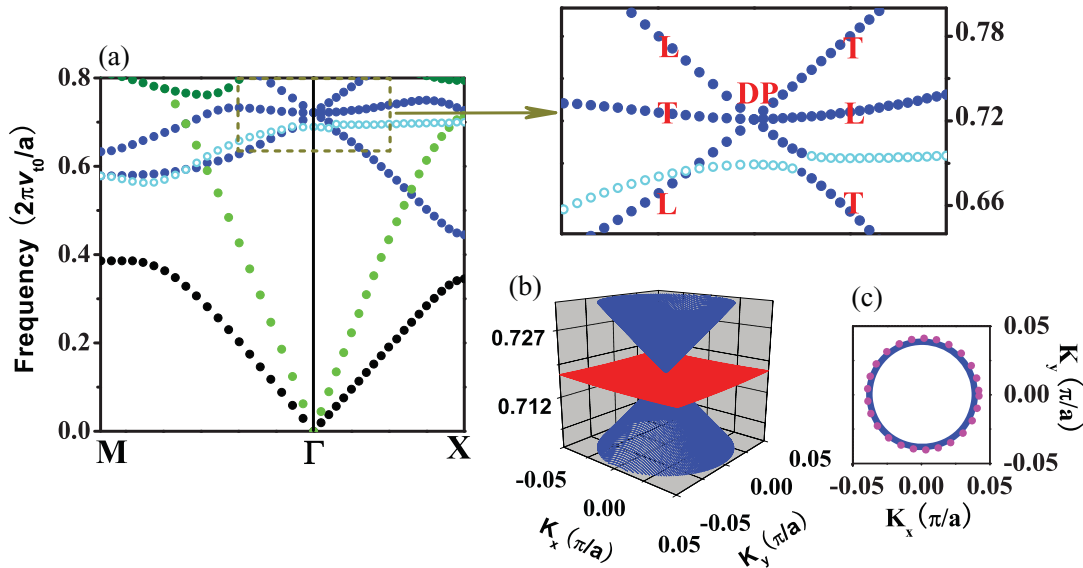 (a)
Frequency (2πv_t0/a)
0.8
0.6
0.4
0.2
0.0
M
Γ
X
L
T
DP
T
L
L
T
0.78
0.72
0.66
(b)
0.727
0.712
-0.05
0.00
0.05
K_x (π/a)
-0.05
0.00
0.05
K_y (π/a)
(c)
0.05
0.00
-0.05
K_y (π/a)
-0.05 0.00 0.05
K_x (π/a)